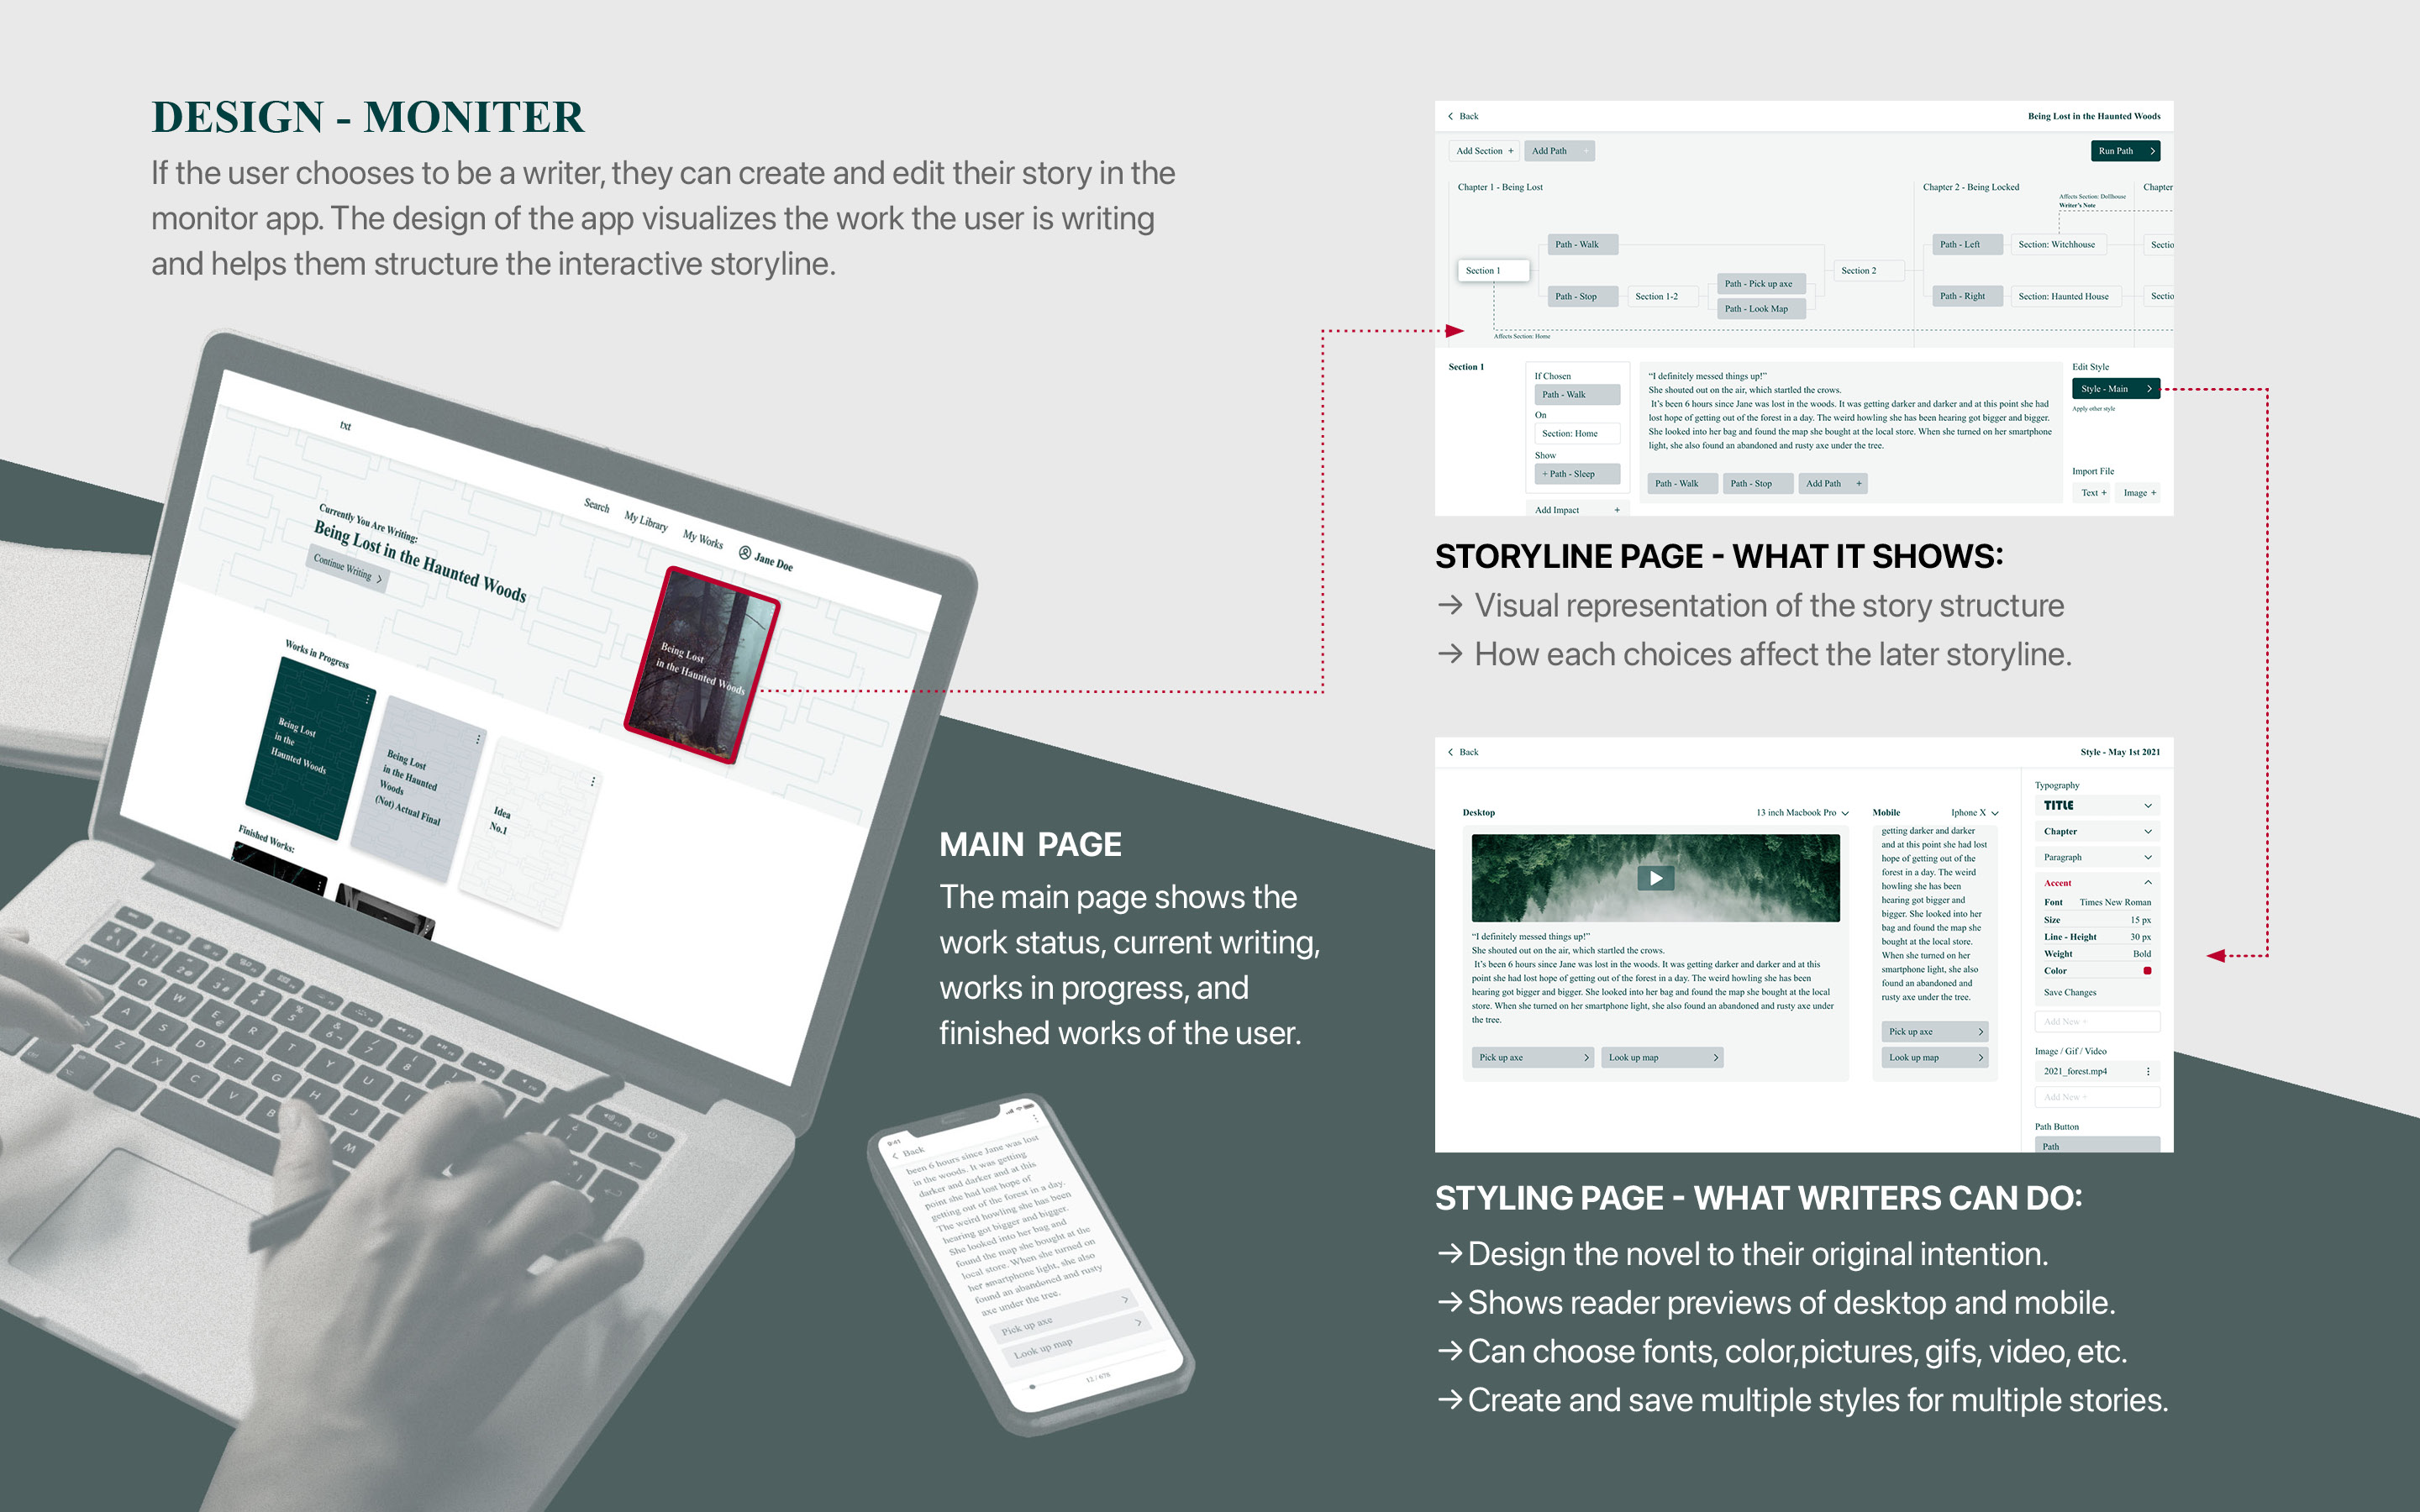 DESIGN - MONITER
If the user chooses to be a writer, they can create and edit their story in the
monitor app. The design of the app visualizes the work the user is writing
and helps them structure the interactive storyline.
txt
Search My Library My Works Jane Doe
Currently You Are Writing:
Being Lost in the Haunted Woods
Continue Writing
Being Lost
in the Haunted Woods
Works in Progress
Being Lost
in the
Haunted Woods
Being Lost
in the Haunted
Woods
(Not) Actual Final
Idea
No.1
Finished Works:
MAIN PAGE
The main page shows the
work status, current writing,
works in progress, and
finished works of the user.
9:41
Back
been 6 hours since Jane was lost
in the woods. It was getting
darker and darker and at this
point she had lost hope of
getting out of the forest in a day.
The weird howling she has been
hearing got bigger and bigger.
She looked into her bag and
found the map she bought at the
local store. When she turned on
her smartphone light, she also
found an abandoned and rusty
axe under the tree.
Pick up axe
Look up map
12 / 678
Back
Being Lost in the Haunted Woods
Add Section +
Add Path +
Run Path
Chapter 1 - Being Lost
Chapter 2 - Being Locked
Chapter
Affects Section: Dollhouse
Writer's Note
Path - Walk
Path - Left
Section: Witchhouse
Sectio
Section 1
Section 2
Path - Stop
Section 1-2
Path - Pick up axe
Path - Look Map
Path - Right
Section: Haunted House
Sectio
Affects Section: Home
Section 1
If Chosen
Path - Walk
On
Section: Home
Show
+ Path - Sleep
Add Impact +
“I definitely messed things up!”
She shouted out on the air, which startled the crows.
It’s been 6 hours since Jane was lost in the woods. It was getting darker and darker and at this point she had
lost hope of getting out of the forest in a day. The weird howling she has been hearing got bigger and bigger.
She looked into her bag and found the map she bought at the local store. When she turned on her smartphone
light, she also found an abandoned and rusty axe under the tree.
Path - Walk
Path - Stop
Add Path +
Edit Style
Style - Main
Apply other style
Import File
Text +
Image +
STORYLINE PAGE - WHAT IT SHOWS:
→ Visual representation of the story structure
→ How each choices affect the later storyline.
Back
Style - May 1st 2021
Desktop
13 inch Macbook Pro
“I definitely messed things up!”
She shouted out on the air, which startled the crows.
It’s been 6 hours since Jane was lost in the woods. It was getting darker and darker and at this
point she had lost hope of getting out of the forest in a day. The weird howling she has been
hearing got bigger and bigger. She looked into her bag and found the map she bought at the local
store. When she turned on her smartphone light, she also found an abandoned and rusty axe under
the tree.
Pick up axe
Look up map
Mobile
Iphone X
getting darker and darker
and at this point she had lost
hope of getting out of the
forest in a day. The weird
howling she has been
hearing got bigger and
bigger. She looked into her
bag and found the map she
bought at the local store.
When she turned on her
smartphone light, she also
found an abandoned and
rusty axe under the tree.
Pick up axe
Look up map
Typography
TITLE
Chapter
Paragraph
Accent
Font Times New Roman
Size 15 px
Line - Height 30 px
Weight Bold
Color
Save Changes
Add New +
Image / Gif / Video
2021_forest.mp4
Add New +
Path Button
Path
STYLING PAGE - WHAT WRITERS CAN DO:
→Design the novel to their original intention.
→Shows reader previews of desktop and mobile.
→Can choose fonts, color,pictures, gifs, video, etc.
→Create and save multiple styles for multiple stories.